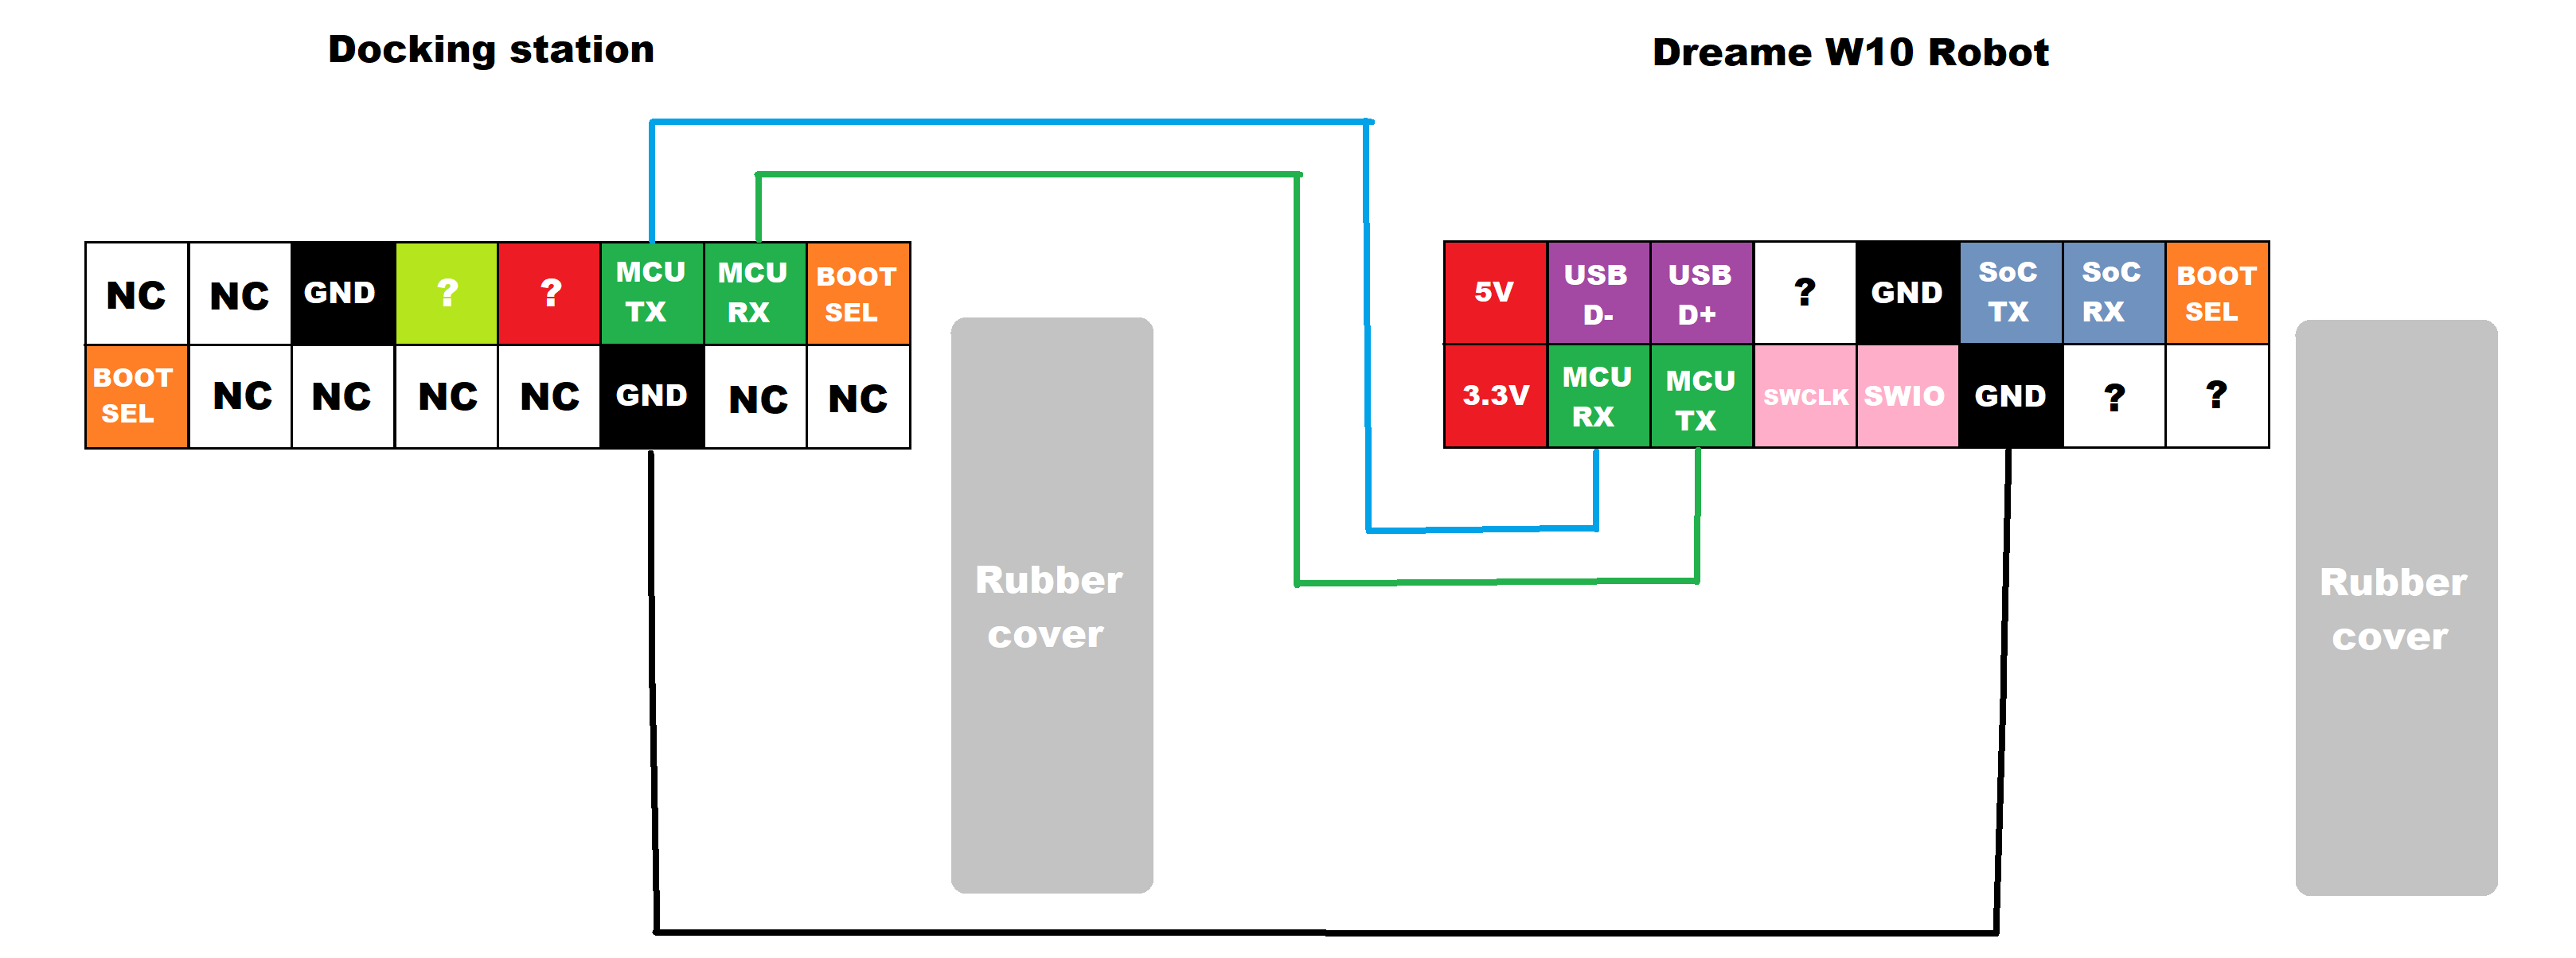 Docking station
Dreame W10 Robot
NC
NC
GND
?
?
MCU
TX
MCU
RX
BOOT
SEL
BOOT
SEL
NC
NC
NC
NC
GND
NC
NC
Rubber
cover
5V
USB
D-
USB
D+
?
GND
SoC
TX
SoC
RX
BOOT
SEL
3.3V
MCU
RX
MCU
TX
SWCLK
SWIO
GND
?
?
Rubber
cover